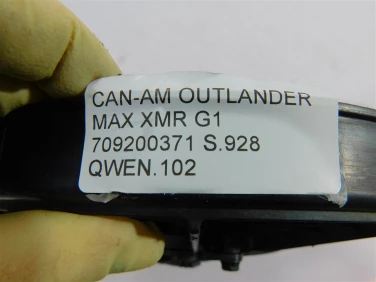 CAN-AM OUTLANDER
MAX XMR G1
709200371 S.928
QWEN.102